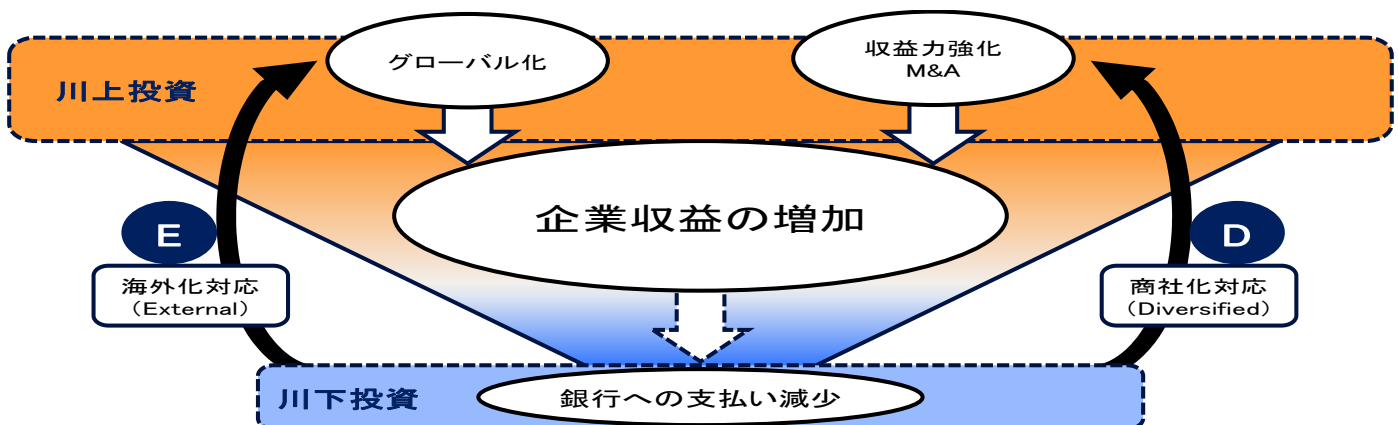 グローバル化
収益力強化
M&A
川上投資
企業収益の増加
E
海外化対応
（External）
D
商社化対応
（Diversified）
川下投資
銀行への支払い減少